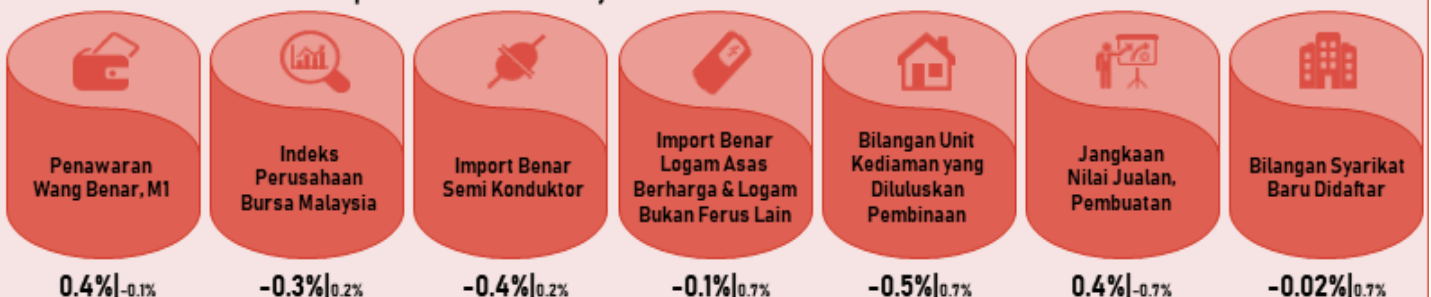 Penawaran
Wang Benar, M1
Indeks
Perusahaan
Bursa Malaysia
Import Benar
Semi Konduktor
Import Benar
Logam Asas
Berharga & Logam
Bukan Ferus Lain
Bilangan Unit
Kediaman yang
Diluluskan
Pembinaan
Jangkaan
Nilai Jualan,
Pembuatan
Bilangan Syarikat
Baru Didaftar
0.4%|-0.1%
-0.3%|0.2%
-0.4%|0.2%
-0.1%|0.7%
-0.5%|0.7%
0.4%|-0.7%
-0.02%|0.7%